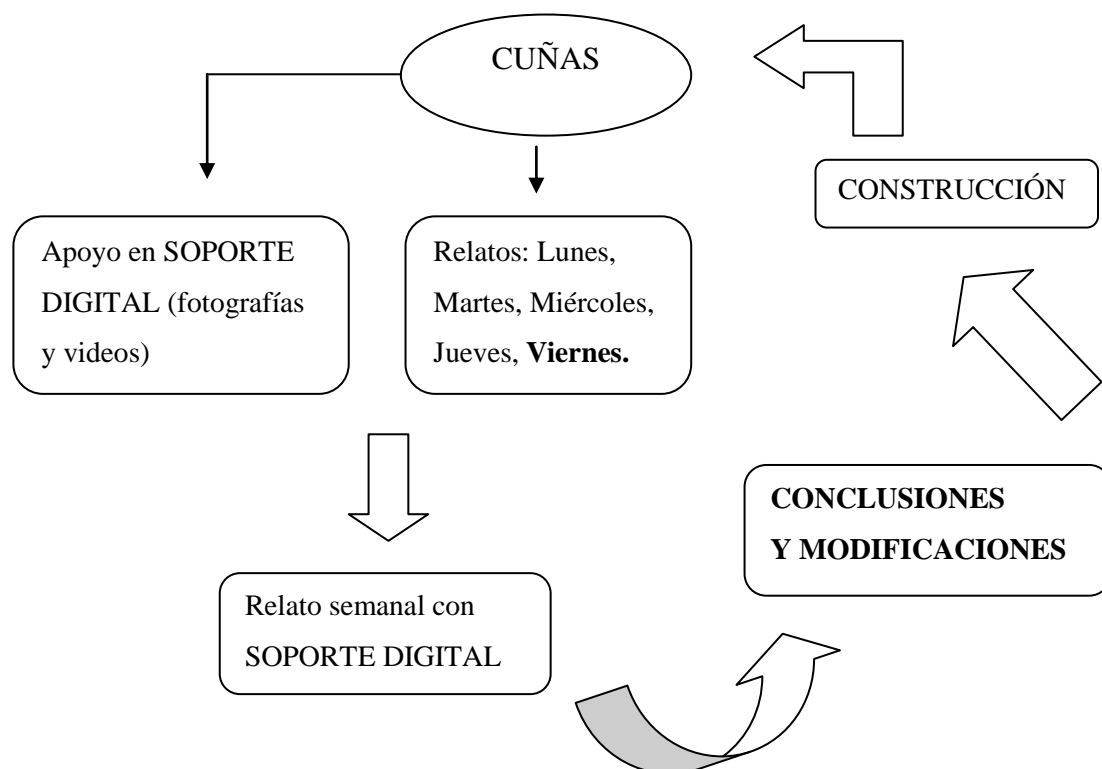 CUÑAS
CONSTRUCCIÓN
Apoyo en SOPORTE
DIGITAL (fotografías
y videos)
Relatos: Lunes,
Martes, Miércoles,
Jueves, Viernes.
CONCLUSIONES
Y MODIFICACIONES
Relato semanal con
SOPORTE DIGITAL